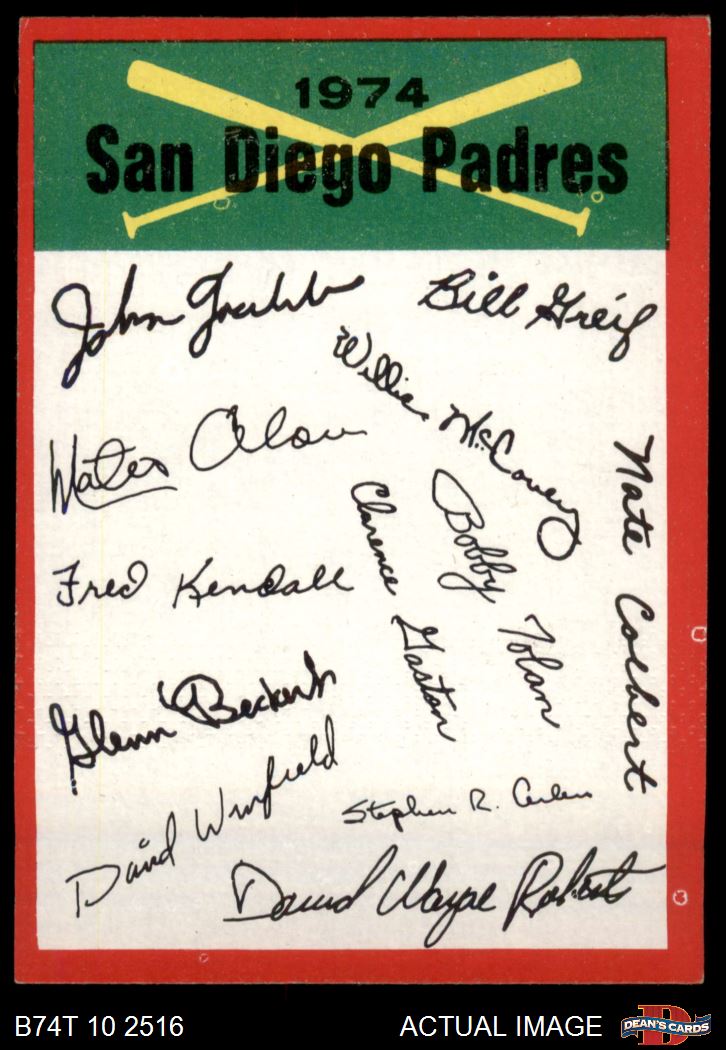 1974
San Diego Padres
John Grubb
Bill Greif
Willie McCovey
Mateo Alou
Nate Colbert
Clarence Gaston
Bobby Tolan
Fred Kendall
Glenn Beckert
David Winfield
Stephen R. Arlin
David Wayne Roberts
B74T 10 2516
ACTUAL IMAGE
D
DEAN'S CARDS